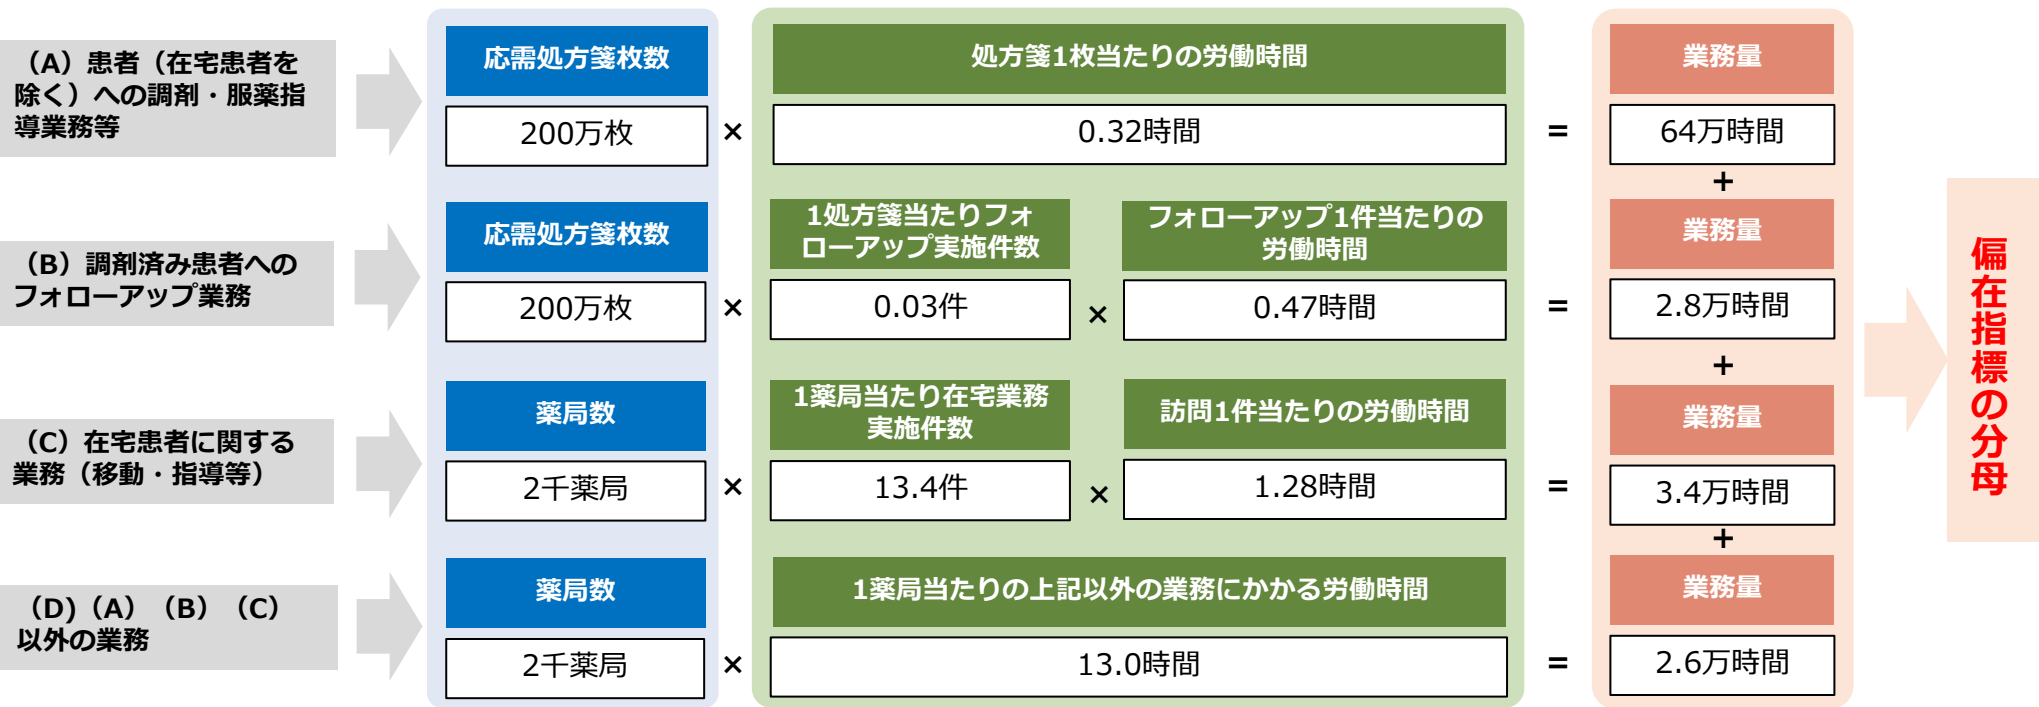 （A）患者（在宅患者を
除く）への調剤・服薬指
導業務等
応需処方箋枚数
処方箋1枚当たりの労働時間
業務量
200万枚
×
0.32時間
=
64万時間
+
（B）調剤済み患者への
フォローアップ業務
応需処方箋枚数
1処方箋当たりフォ
ローアップ実施件数
フォローアップ1件当たりの
労働時間
業務量
200万枚
×
0.03件
×
0.47時間
=
2.8万時間
+
（C）在宅患者に関する
業務（移動・指導等）
薬局数
1薬局当たり在宅業務
実施件数
訪問1件当たりの労働時間
業務量
2千薬局
×
13.4件
×
1.28時間
=
3.4万時間
+
（D)（A）（B）（C）
以外の業務
薬局数
1薬局当たりの上記以外の業務にかかる労働時間
業務量
2千薬局
×
13.0時間
=
2.6万時間
偏在指標の分母